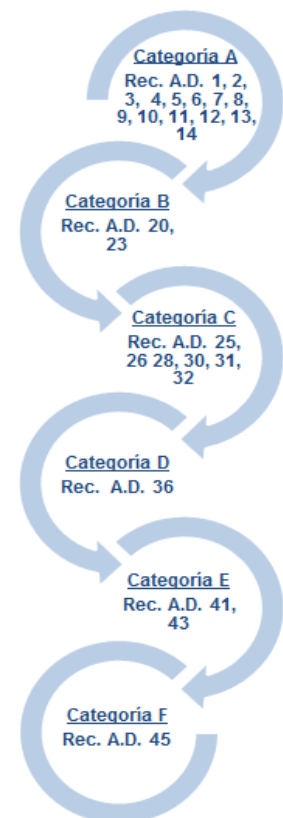 Categoría A
Rec. A.D. 1, 2,
3, 4, 5, 6, 7, 8,
9, 10, 11, 12, 13,
14
Categoría B
Rec. A.D. 20,
23
Categoría C
Rec. A.D. 25,
26 28, 30, 31,
32
Categoría D
Rec. A.D. 36
Categoría E
Rec. A.D. 41,
43
Categoría F
Rec. A.D. 45